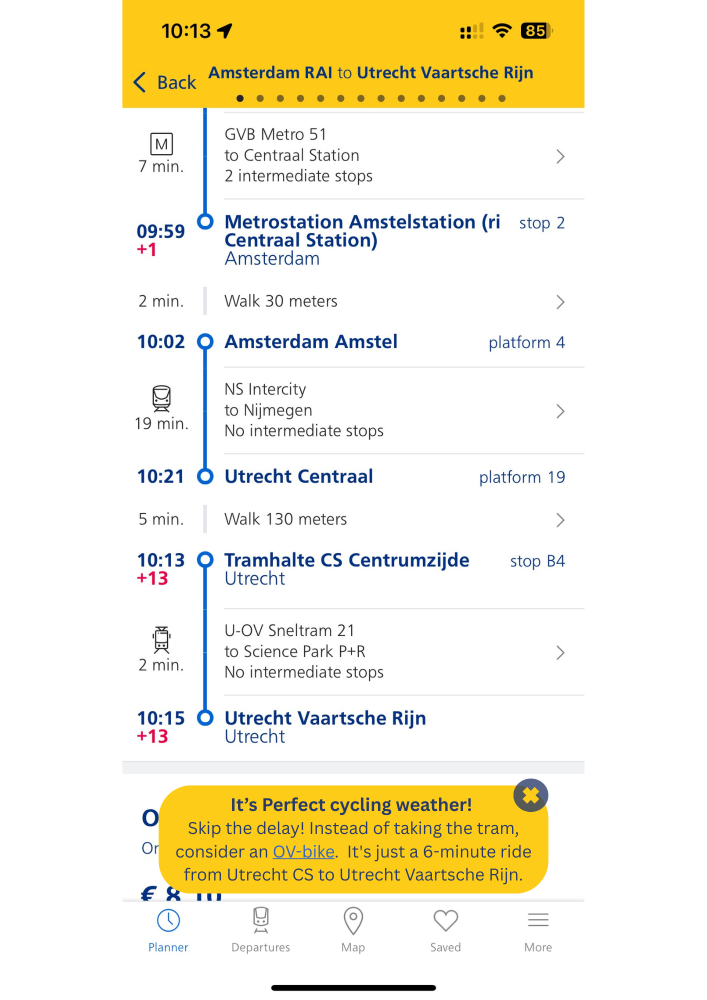 10:13
85
Back
Amsterdam RAI to Utrecht Vaartsche Rijn
M
7 min.
GVB Metro 51
to Centraal Station
2 intermediate stops
09:59
+1
Metrostation Amstelstation (ri
Centraal Station)
Amsterdam
stop 2
2 min.
Walk 30 meters
10:02
Amsterdam Amstel
platform 4
19 min.
NS Intercity
to Nijmegen
No intermediate stops
10:21
Utrecht Centraal
platform 19
5 min.
Walk 130 meters
10:13
+13
Tramhalte CS Centrumzijde
Utrecht
stop B4
2 min.
U-OV Sneltram 21
to Science Park P+R
No intermediate stops
10:15
+13
Utrecht Vaartsche Rijn
Utrecht
It’s Perfect cycling weather!
Skip the delay! Instead of taking the tram,
consider an OV-bike. It's just a 6-minute ride
from Utrecht CS to Utrecht Vaartsche Rijn.
Planner
Departures
Map
Saved
More